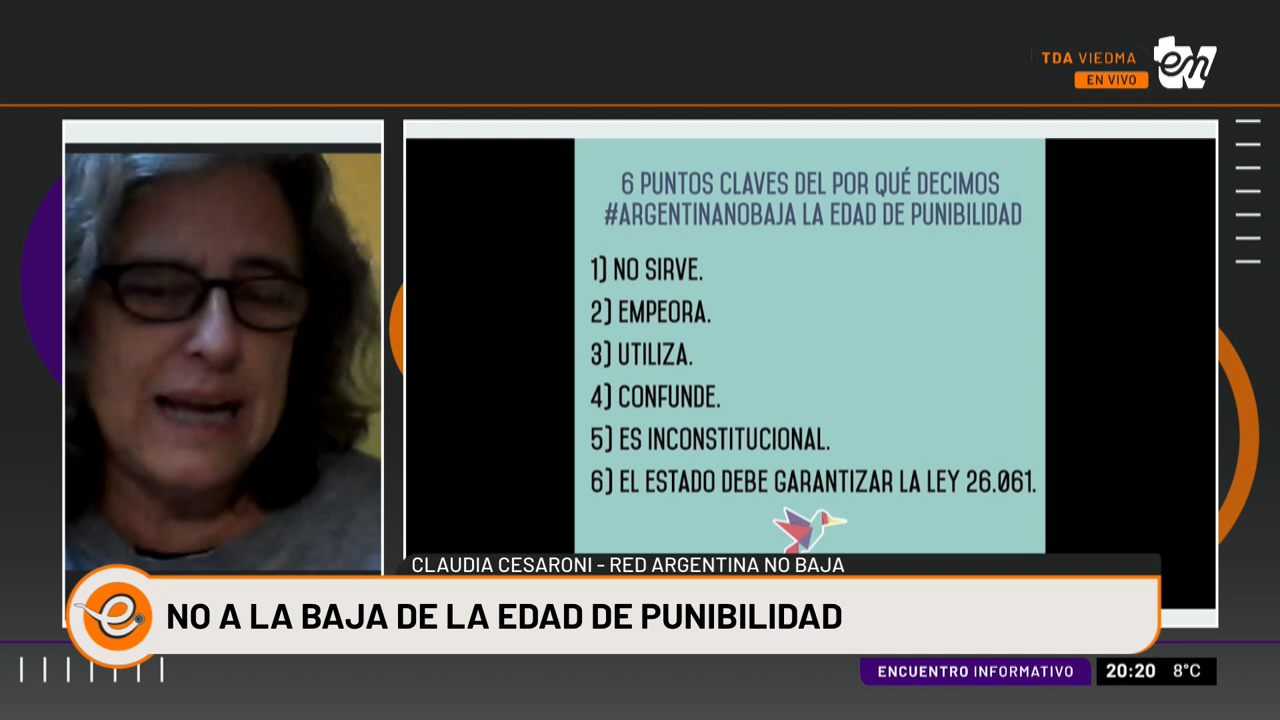 TDA VIEDMA
EN VIVO
em
6 PUNTOS CLAVES DEL POR QUÉ DECIMOS
#ARGENTINANOBAJA LA EDAD DE PUNIBILIDAD
1) NO SIRVE.
2) EMPEORA.
3) UTILIZA.
4) CONFUNDE.
5) ES INCONSTITUCIONAL.
6) EL ESTADO DEBE GARANTIZAR LA LEY 26.061.
CLAUDIA CESARONI - RED ARGENTINA NO BAJA
e NO A LA BAJA DE LA EDAD DE PUNIBILIDAD
ENCUENTRO INFORMATIVO 20:20 8°C